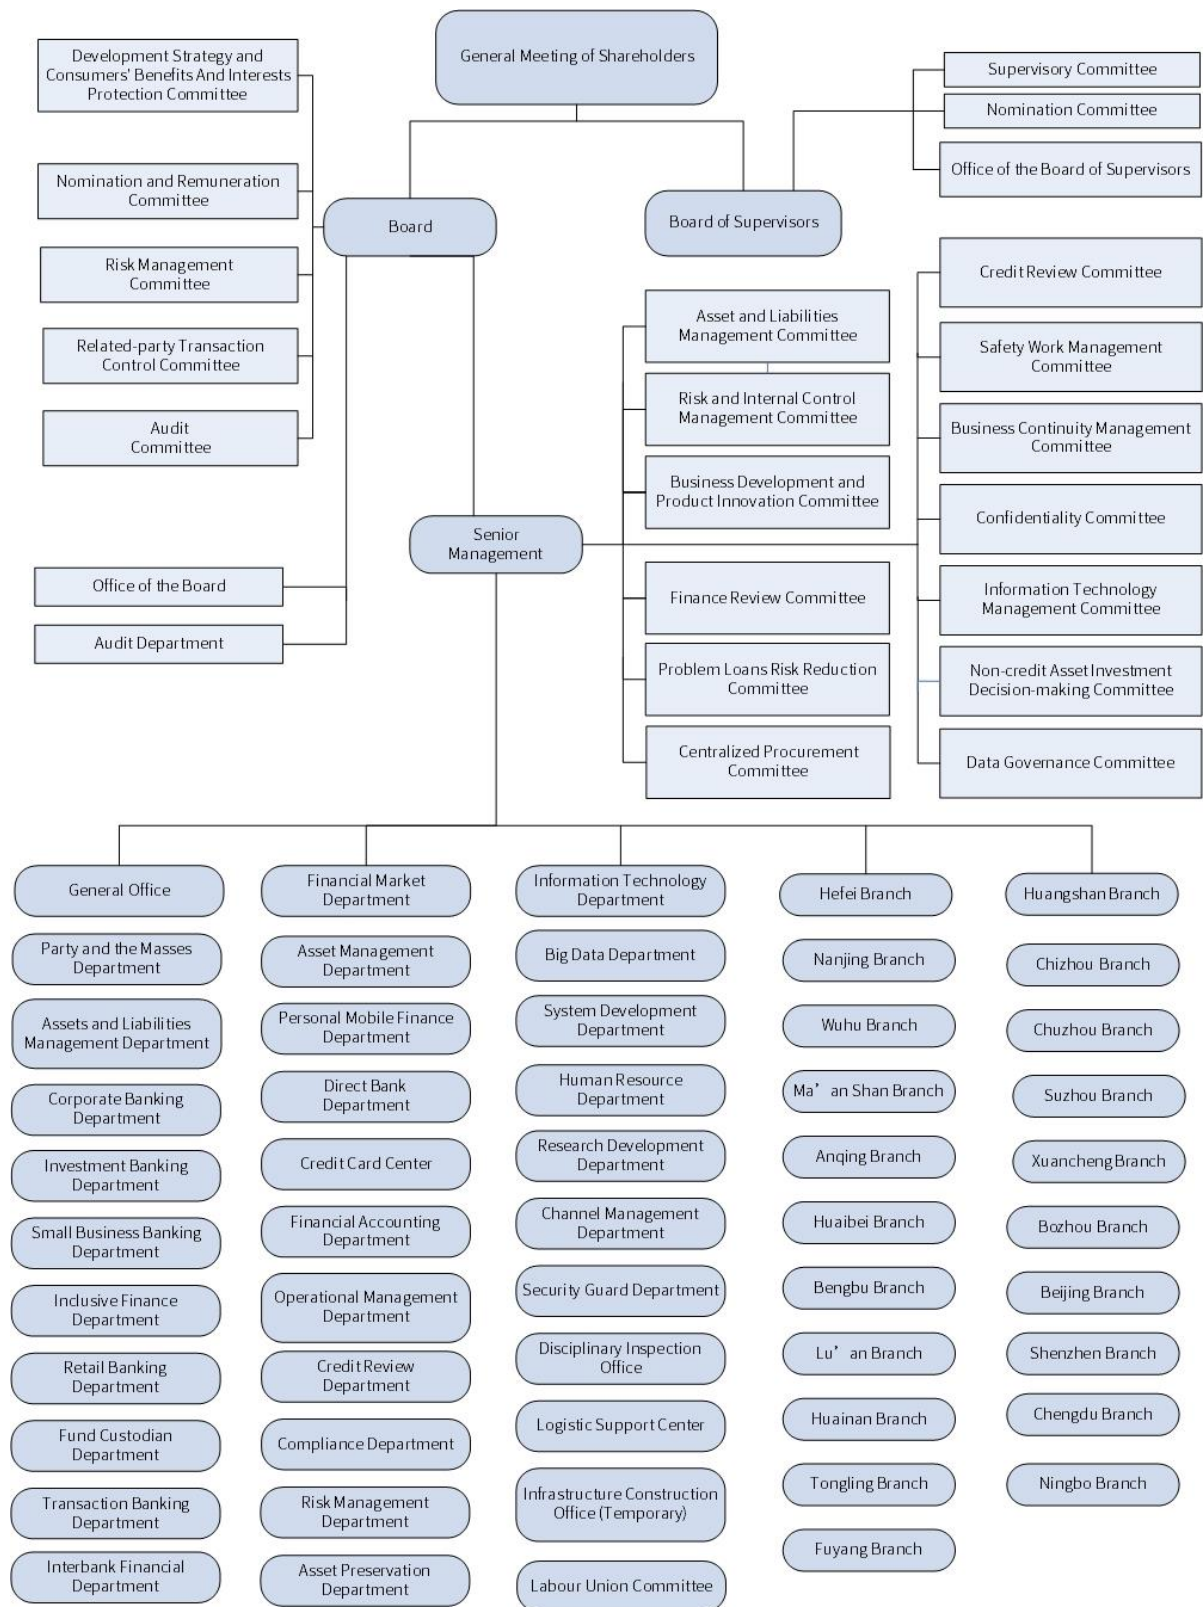 General Meeting of Shareholders
Development Strategy and
Consumers' Benefits And Interests
Protection Committee
Nomination and Remuneration
Committee
Risk Management
Committee
Related-party Transaction
Control Committee
Audit
Committee
Board
Office of the Board
Audit Department
Board of Supervisors
Supervisory Committee
Nomination Committee
Office of the Board of Supervisors
Senior
Management
Asset and Liabilities
Management Committee
Risk and Internal Control
Management Committee
Business Development and
Product Innovation Committee
Finance Review Committee
Problem Loans Risk Reduction
Committee
Centralized Procurement
Committee
Credit Review Committee
Safety Work Management
Committee
Business Continuity Management
Committee
Confidentiality Committee
Information Technology
Management Committee
Non-credit Asset Investment
Decision-making Committee
Data Governance Committee
General Office
Party and the Masses
Department
Assets and Liabilities
Management Department
Corporate Banking
Department
Investment Banking
Department
Small Business Banking
Department
Inclusive Finance
Department
Retail Banking
Department
Fund Custodian
Department
Transaction Banking
Department
Interbank Financial
Department
Financial Market
Department
Asset Management
Department
Personal Mobile Finance
Department
Direct Bank
Department
Credit Card Center
Financial Accounting
Department
Operational Management
Department
Credit Review
Department
Compliance Department
Risk Management
Department
Asset Preservation
Department
Information Technology
Department
Big Data Department
System Development
Department
Human Resource
Department
Research Development
Department
Channel Management
Department
Security Guard Department
Disciplinary Inspection
Office
Logistic Support Center
Infrastructure Construction
Office (Temporary)
Labour Union Committee
Hefei Branch
Nanjing Branch
Wuhu Branch
Ma’an Shan Branch
Anqing Branch
Huaibei Branch
Bengbu Branch
Lu’an Branch
Huainan Branch
Tongling Branch
Fuyang Branch
Huangshan Branch
Chizhou Branch
Chuzhou Branch
Suzhou Branch
Xuancheng Branch
Bozhou Branch
Beijing Branch
Shenzhen Branch
Chengdu Branch
Ningbo Branch